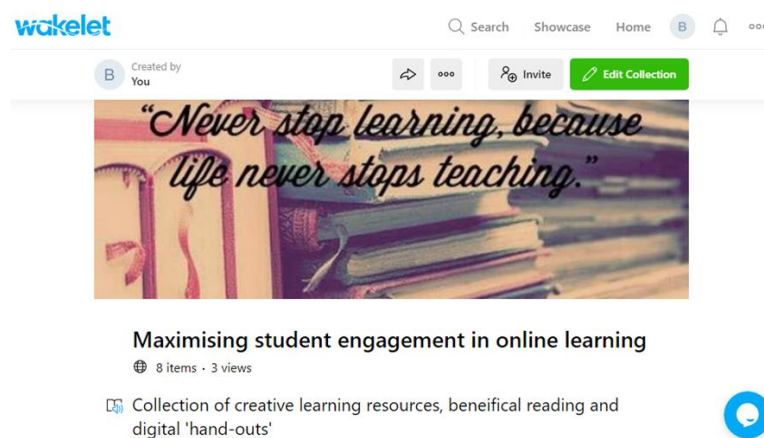 wakelet
Search Showcase Home B
B Created by
You
Invite Edit Collection
“Never stop learning, because
life never stops teaching.”
Maximising student engagement in online learning
8 items · 3 views
Collection of creative learning resources, benefical reading and
digital 'hand-outs'